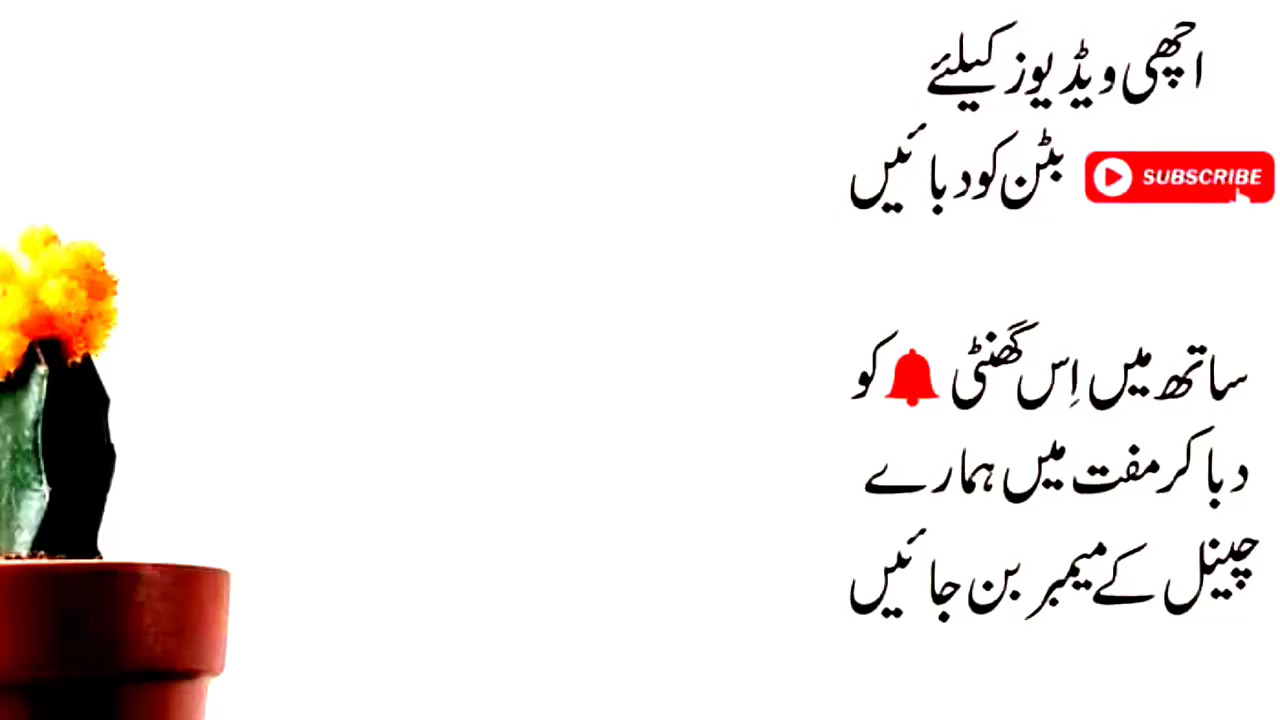 اچھی ویڈیوز کیلئے
SUBSCRIBE بٹن کو دبائیں
ساتھ میں اِس گھنٹی کو
دبا کر مفت میں ہمارے
چینل کے میمبر بن جائیں